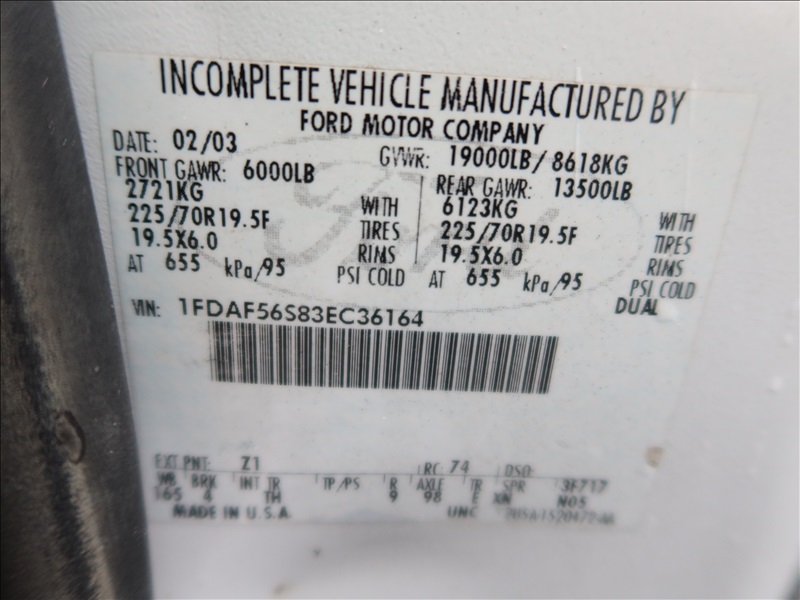 INCOMPLETE VEHICLE MANUFACTURED BY
FORD MOTOR COMPANY
DATE: 02/03 GVWR: 19000LB/ 8618KG
FRONT GAWR: 6000LB REAR GAWR: 13500LB
2721KG WITH 6123KG WITH
225/70R19.5F TIRES 225/70R19.5F TIRES
19.5X6.0 RIMS 19.5X6.0 RIMS
AT 655 kPa/95 PSI COLD AT 655 kPa/95 PSI COLD
DUAL
VIN: 1FDAF56S83EC36164
Ford
EXT PNT: Z1 RC: 74 DSO:
WB BRK INT TR TP/PS R AXLE TR SPR 3F717
165 4 TH 9 98 E XN N05
MADE IN U.S.A. UNC